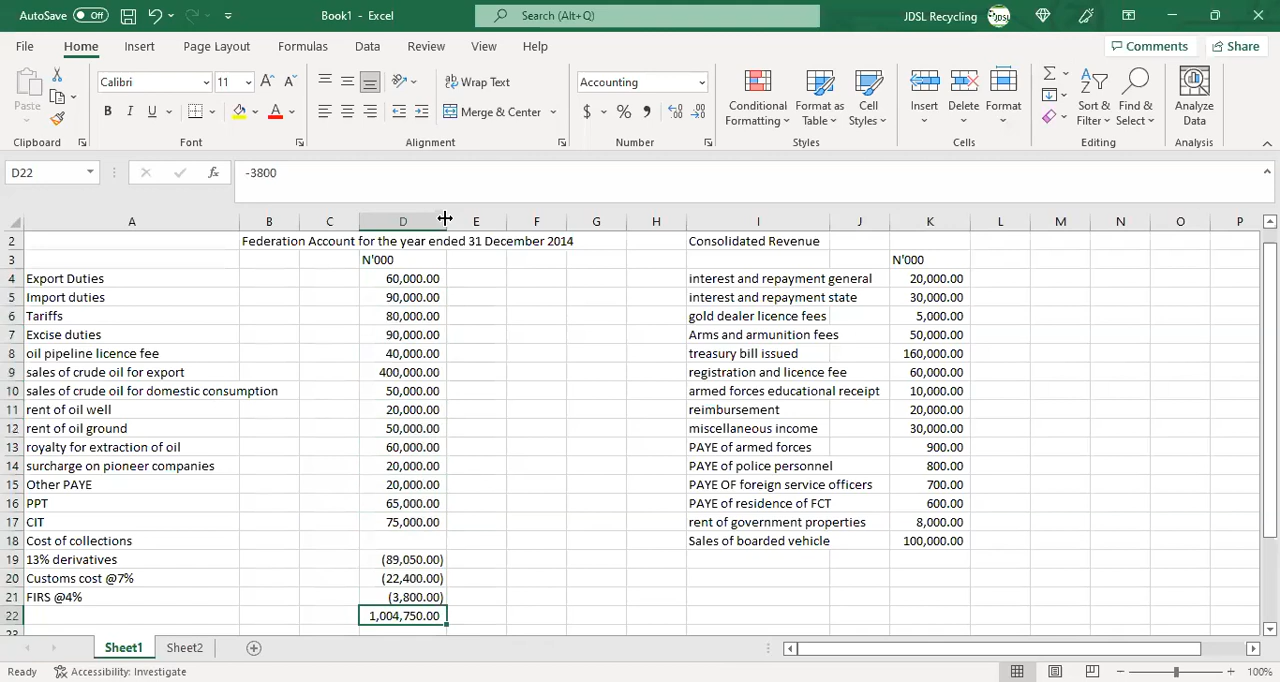 AutoSave Off Book1 - Excel Search (Alt+Q) JDSL Recycling
File Home Insert Page Layout Formulas Data Review View Help Comments Share
Paste Calibri 11 A^ A˅ Wrap Text Accounting Conditional Formatting Format as Table Cell Styles Insert Delete Format Sort & Filter Find & Select Analyze Data
B I U A Merge & Center $ % ,
Clipboard Font Alignment Number Styles Cells Editing Analysis
D22 fx -3800
A B C D E F G H I J K L M N O P
2 Federation Account for the year ended 31 December 2014 Consolidated Revenue
3 N'000 N'000
4 Export Duties 60,000.00 interest and repayment general 20,000.00
5 Import duties 90,000.00 interest and repayment state 30,000.00
6 Tariffs 80,000.00 gold dealer licence fees 5,000.00
7 Excise duties 90,000.00 Arms and armunition fees 50,000.00
8 oil pipeline licence fee 40,000.00 treasury bill issued 160,000.00
9 sales of crude oil for export 400,000.00 registration and licence fee 60,000.00
10 sales of crude oil for domestic consumption 50,000.00 armed forces educational receipt 10,000.00
11 rent of oil well 20,000.00 reimbursement 20,000.00
12 rent of oil ground 50,000.00 miscellaneous income 30,000.00
13 royalty for extraction of oil 60,000.00 PAYE of armed forces 900.00
14 surcharge on pioneer companies 20,000.00 PAYE of police personnel 800.00
15 Other PAYE 20,000.00 PAYE OF foreign service officers 700.00
16 PPT 65,000.00 PAYE of residence of FCT 600.00
17 CIT 75,000.00 rent of government properties 8,000.00
18 Cost of collections Sales of boarded vehicle 100,000.00
19 13% derivatives (89,050.00)
20 Customs cost @7% (22,400.00)
21 FIRS @4% (3,800.00)
22 1,004,750.00
23
Sheet1 Sheet2
Ready Accessibility: Investigate 100%